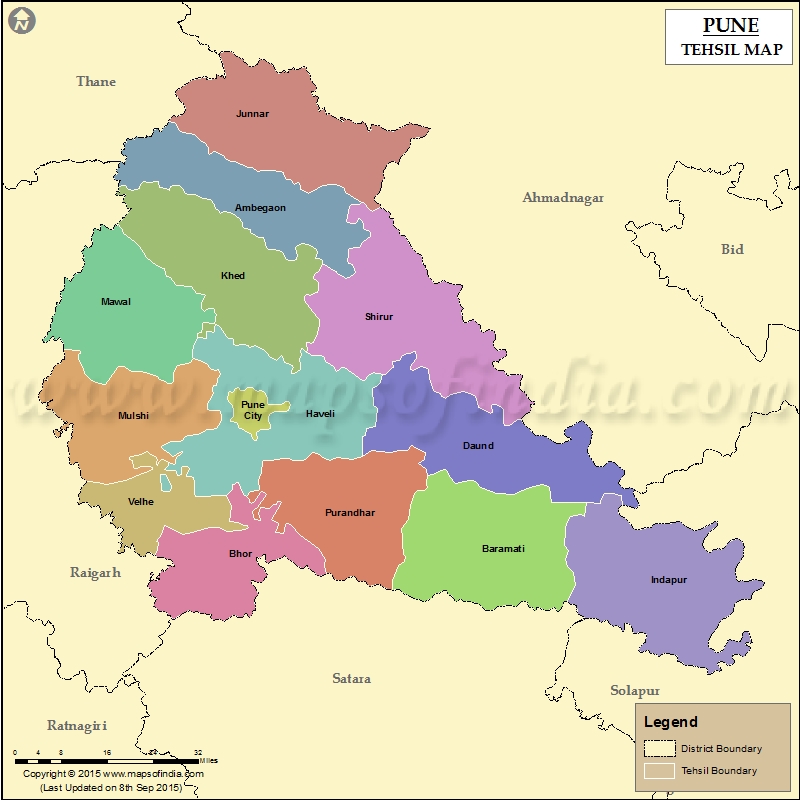 N
PUNE
TEHSIL MAP
Thane
Junnar
Ahmadnagar
Ambegaon
Bid
Khed
Mawal
Shirur
www.mapsofindia.com
Pune
City
Haveli
Mulshi
Daund
Velhe
Purandhar
Baramati
Bhor
Raigarh
Indapur
Satara
Solapur
Ratnagiri
Legend
District Boundary
Tehsil Boundary
0 4 8 16 24 32
Miles
Copyright © 2015 www.mapsofindia.com
(Last Updated on 8th Sep 2015)